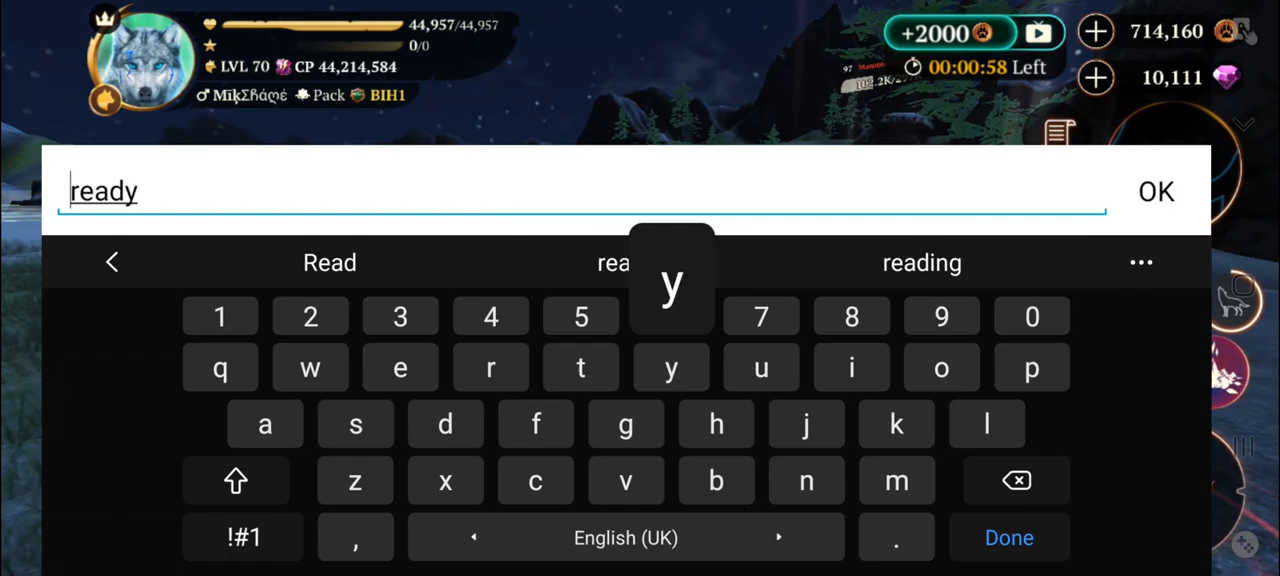 44,957/44,957
+2000
714,160
0/0
LVL 70 CP 44,214,584
00:00:58 Left
10,111
Pack BIH1
ready
OK
Read
rea
reading
y
1 2 3 4 5 7 8 9 0
q w e r t y u i o p
a s d f g h j k l
z x c v b n m
!#1 , English (UK) . Done